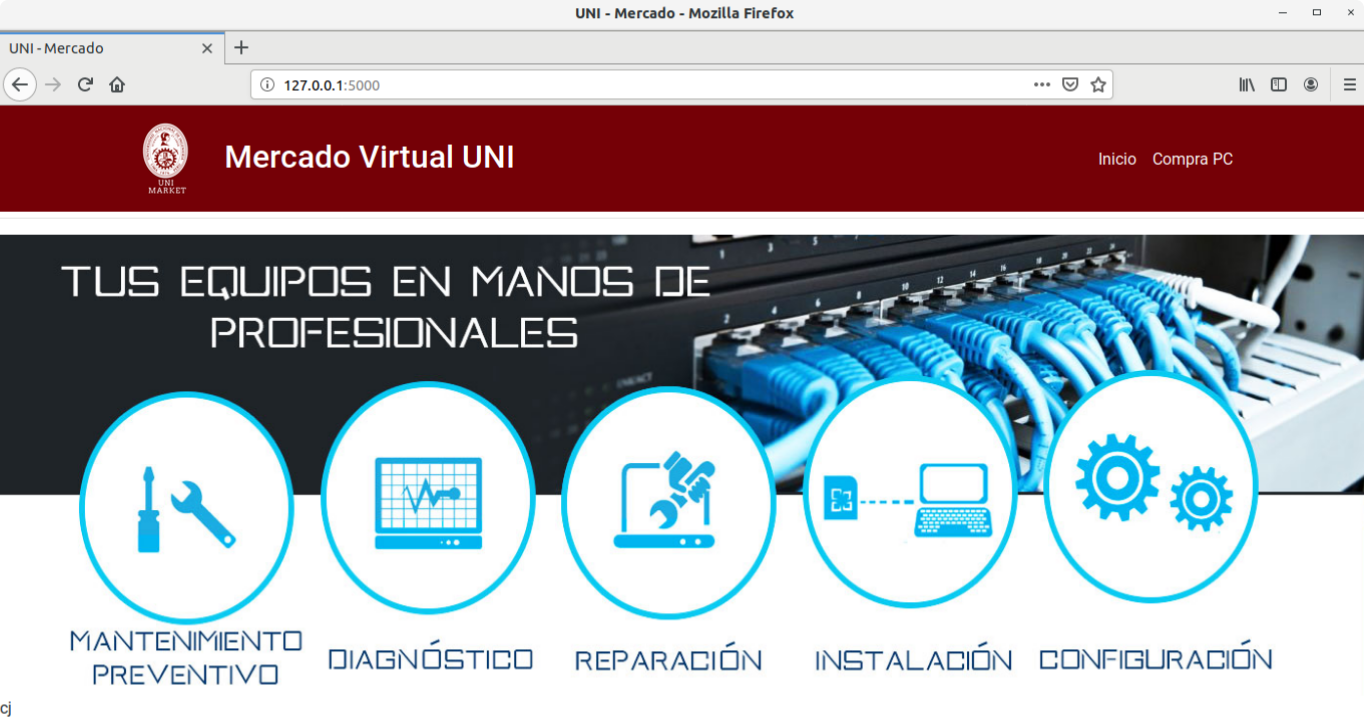 UNI - Mercado - Mozilla Firefox
UNI - Mercado
127.0.0.1:5000
UNI
MARKET
Mercado Virtual UNI
Inicio Compra PC
TUS EQUIPOS EN MANOS DE
PROFESIONALES
MANTENIMIENTO
PREVENTIVO
DIAGNÓSTICO
REPARACIÓN
INSTALACIÓN
CONFIGURACIÓN
cj